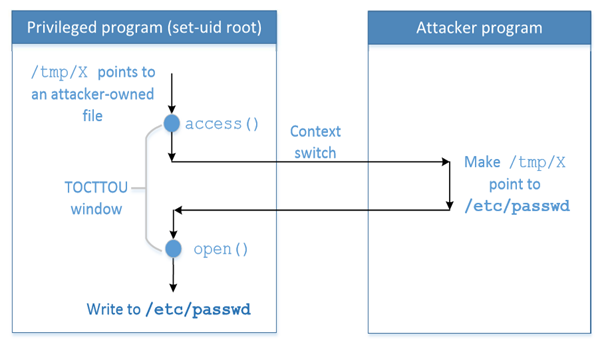 Privileged program (set-uid root)
Attacker program
/tmp/X points to
an attacker-owned
file
access()
Context
switch
Make /tmp/X
point to
/etc/passwd
TOCTTOU
window
open()
Write to /etc/passwd